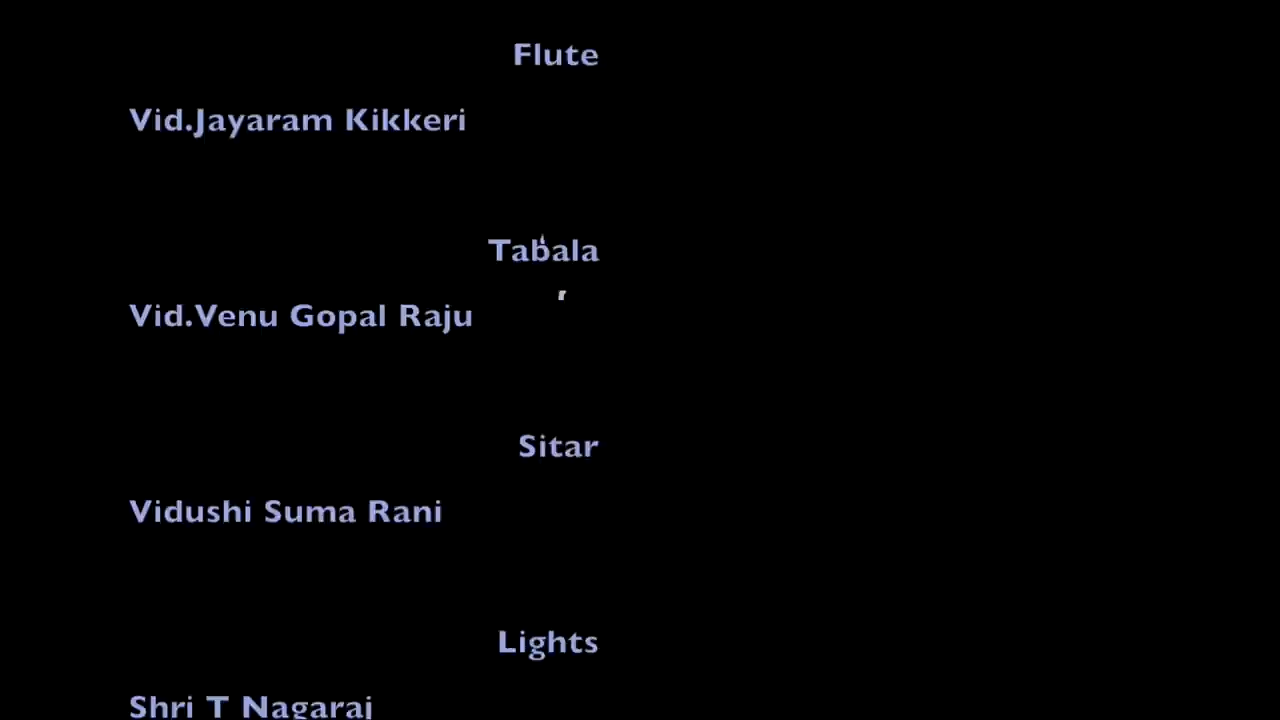 Flute
Vid.Jayaram Kikkeri
Tabala
Vid.Venu Gopal Raju
Sitar
Vidushi Suma Rani
Lights
Shri T Nagaraj